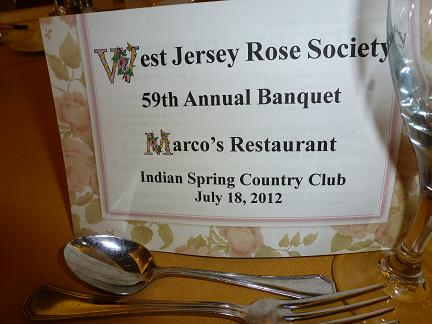 West Jersey Rose Society
59th Annual Banquet
Marco's Restaurant
Indian Spring Country Club
July 18, 2012